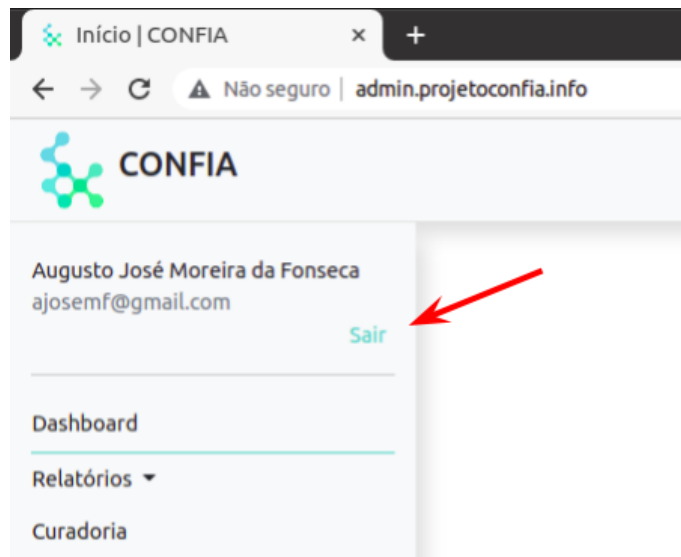 Início | CONFIA
Não seguro | admin.projetoconfia.info
CONFIA
Augusto José Moreira da Fonseca
ajosemf@gmail.com
Sair
Dashboard
Relatórios
Curadoria